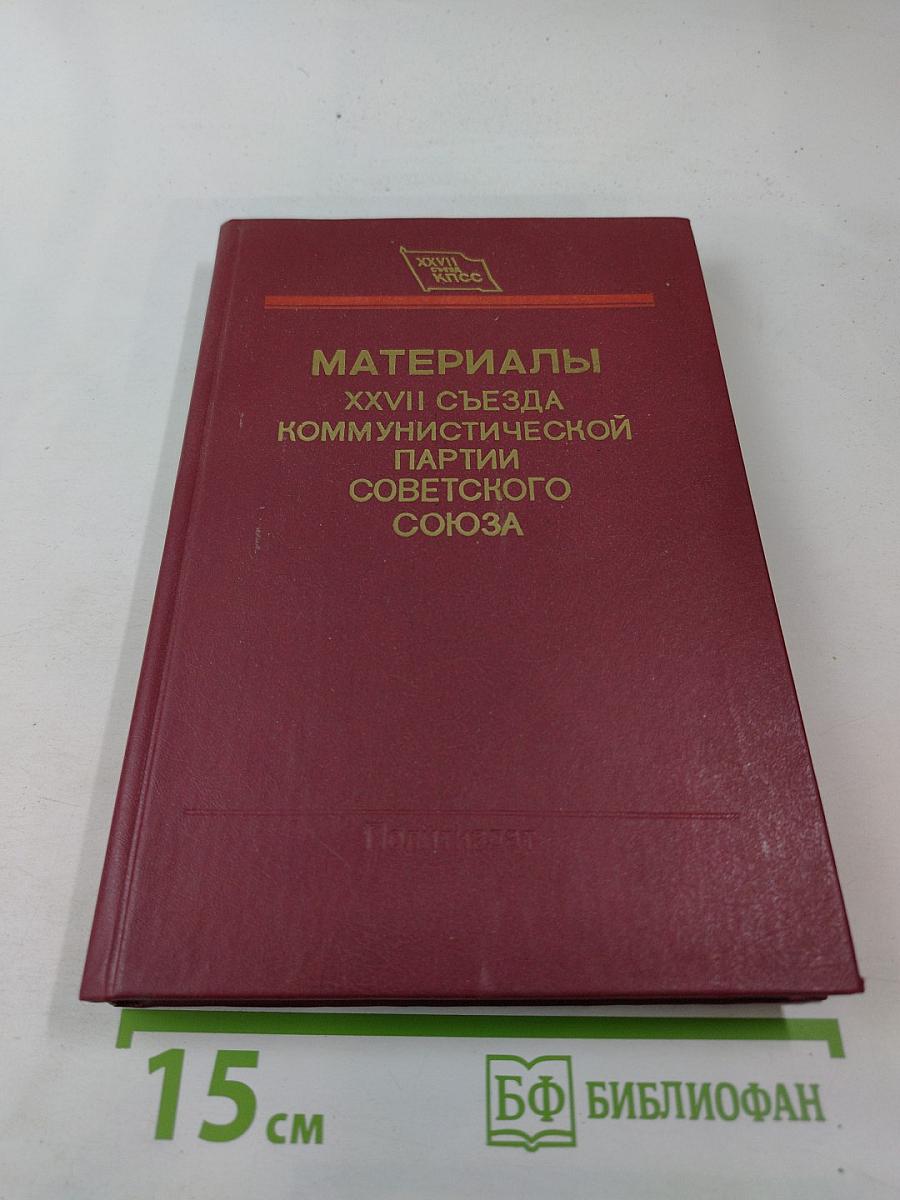 XXVII
СЪЕЗД
КПСС
МАТЕРИАЛЫ
XXVII СЪЕЗДА
КОММУНИСТИЧЕСКОЙ
ПАРТИИ
СОВЕТСКОГО
СОЮЗА
Политиздат
15 см
БФ БИБЛИОФАН